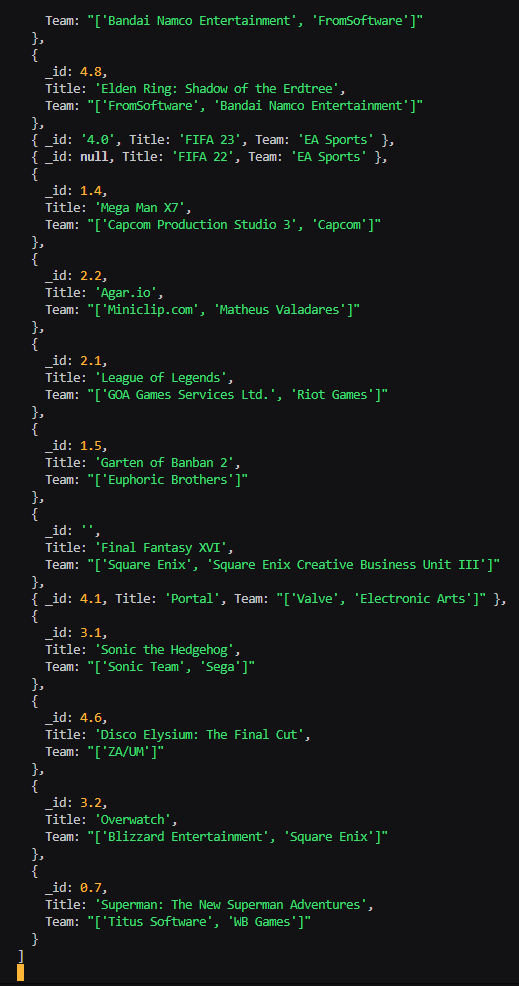 Team: "['Bandai Namco Entertainment', 'FromSoftware']"
},
{
_id: 4.8,
Title: 'Elden Ring: Shadow of the Erdtree',
Team: "['FromSoftware', 'Bandai Namco Entertainment']"
},
{ _id: '4.0', Title: 'FIFA 23', Team: 'EA Sports' },
{ _id: null, Title: 'FIFA 22', Team: 'EA Sports' },
{
_id: 1.4,
Title: 'Mega Man X7',
Team: "['Capcom Production Studio 3', 'Capcom']"
},
{
_id: 2.2,
Title: 'Agar.io',
Team: "['Miniclip.com', 'Matheus Valadares']"
},
{
_id: 2.1,
Title: 'League of Legends',
Team: "['GOA Games Services Ltd.', 'Riot Games']"
},
{
_id: 1.5,
Title: 'Garten of Banban 2',
Team: "['Euphoric Brothers']"
},
{
_id: '',
Title: 'Final Fantasy XVI',
Team: "['Square Enix', 'Square Enix Creative Business Unit III']"
},
{ _id: 4.1, Title: 'Portal', Team: "['Valve', 'Electronic Arts']" },
{
_id: 3.1,
Title: 'Sonic the Hedgehog',
Team: "['Sonic Team', 'Sega']"
},
{
_id: 4.6,
Title: 'Disco Elysium: The Final Cut',
Team: "['ZA/UM']"
},
{
_id: 3.2,
Title: 'Overwatch',
Team: "['Blizzard Entertainment', 'Square Enix']"
},
{
_id: 0.7,
Title: 'Superman: The New Superman Adventures',
Team: "['Titus Software', 'WB Games']"
}
]